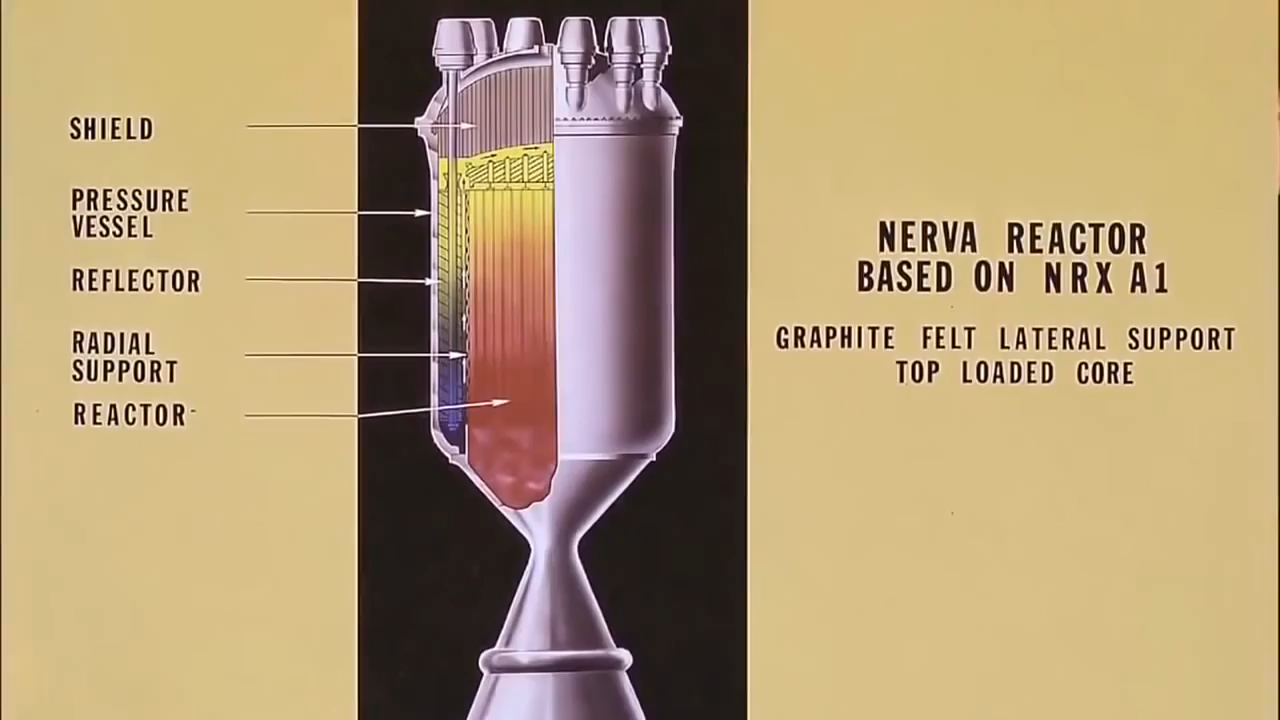 SHIELD
PRESSURE
VESSEL
REFLECTOR
RADIAL
SUPPORT
REACTOR
NERVA REACTOR
BASED ON NRX A1
GRAPHITE FELT LATERAL SUPPORT
TOP LOADED CORE